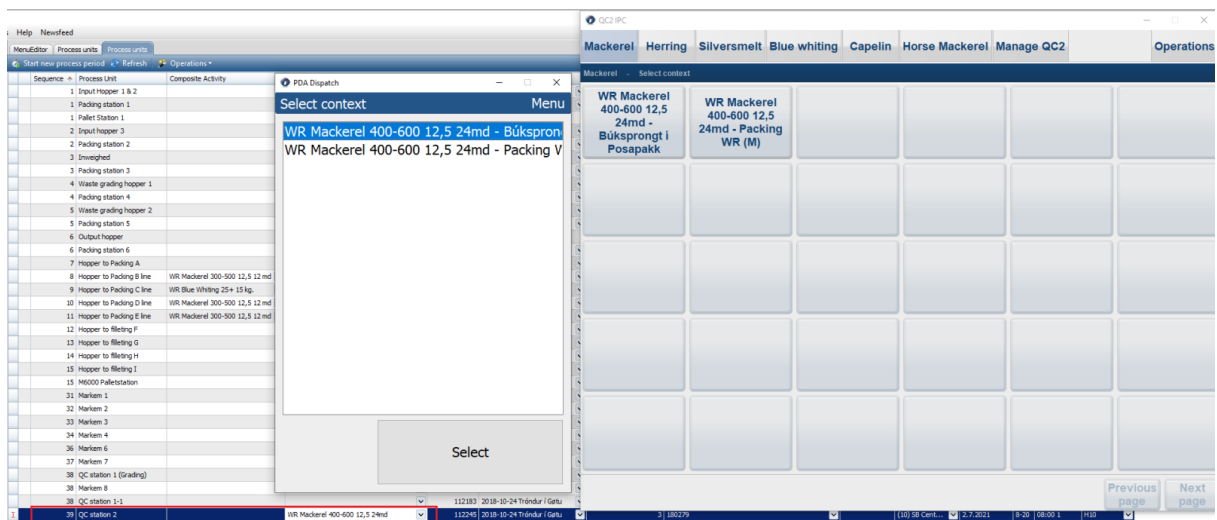 Help Newsfeed
MenuEditor Process units Process units
Start new process period Refresh Operations
Sequence Process Unit Composite Activity
1 Input Hopper 1 & 2
1 Packing station 1
1 Pallet Station 1
2 Input hopper 3
2 Packing station 2
3 Inweighed
3 Packing station 3
4 Waste grading hopper 1
4 Packing station 4
5 Waste grading hopper 2
5 Packing station 5
6 Output hopper
6 Packing station 6
7 Hopper to Packing A
8 Hopper to Packing B line WR Mackerel 300-500 12,5 12 md
9 Hopper to Packing C line WR Blue Whiting 25+ 15 kg.
10 Hopper to Packing D line WR Mackerel 300-500 12,5 12 md
11 Hopper to Packing E line WR Mackerel 300-500 12,5 12 md
12 Hopper to filleting F
13 Hopper to filleting G
14 Hopper to filleting H
15 Hopper to filleting I
15 M6000 Palletstation
31 Markem 1
32 Markem 2
33 Markem 3
34 Markem 4
36 Markem 6
37 Markem 7
38 QC station 1 (Grading)
38 Markem 8
38 QC station 1-1 112183 2018-10-24 Tróndur í Gøtu
39 QC station 2 WR Mackerel 400-600 12,5 24md 112245 2018-10-24 Tróndur í Gøtu 3 180279 (10) SB Cent... 2.7.2021 8-20 08:00 1 H10
PDA Dispatch
Select context Menu
WR Mackerel 400-600 12,5 24md - Búksprong
WR Mackerel 400-600 12,5 24md - Packing W
Select
QC2 IPC
Mackerel Herring Silversmelt Blue whiting Capelin Horse Mackerel Manage QC2 Operations
Mackerel - Select context
WR Mackerel
400-600 12,5
24md -
Búksprongt i
Posapakk
WR Mackerel
400-600 12,5
24md - Packing
WR (M)
Previous
page
Next
page